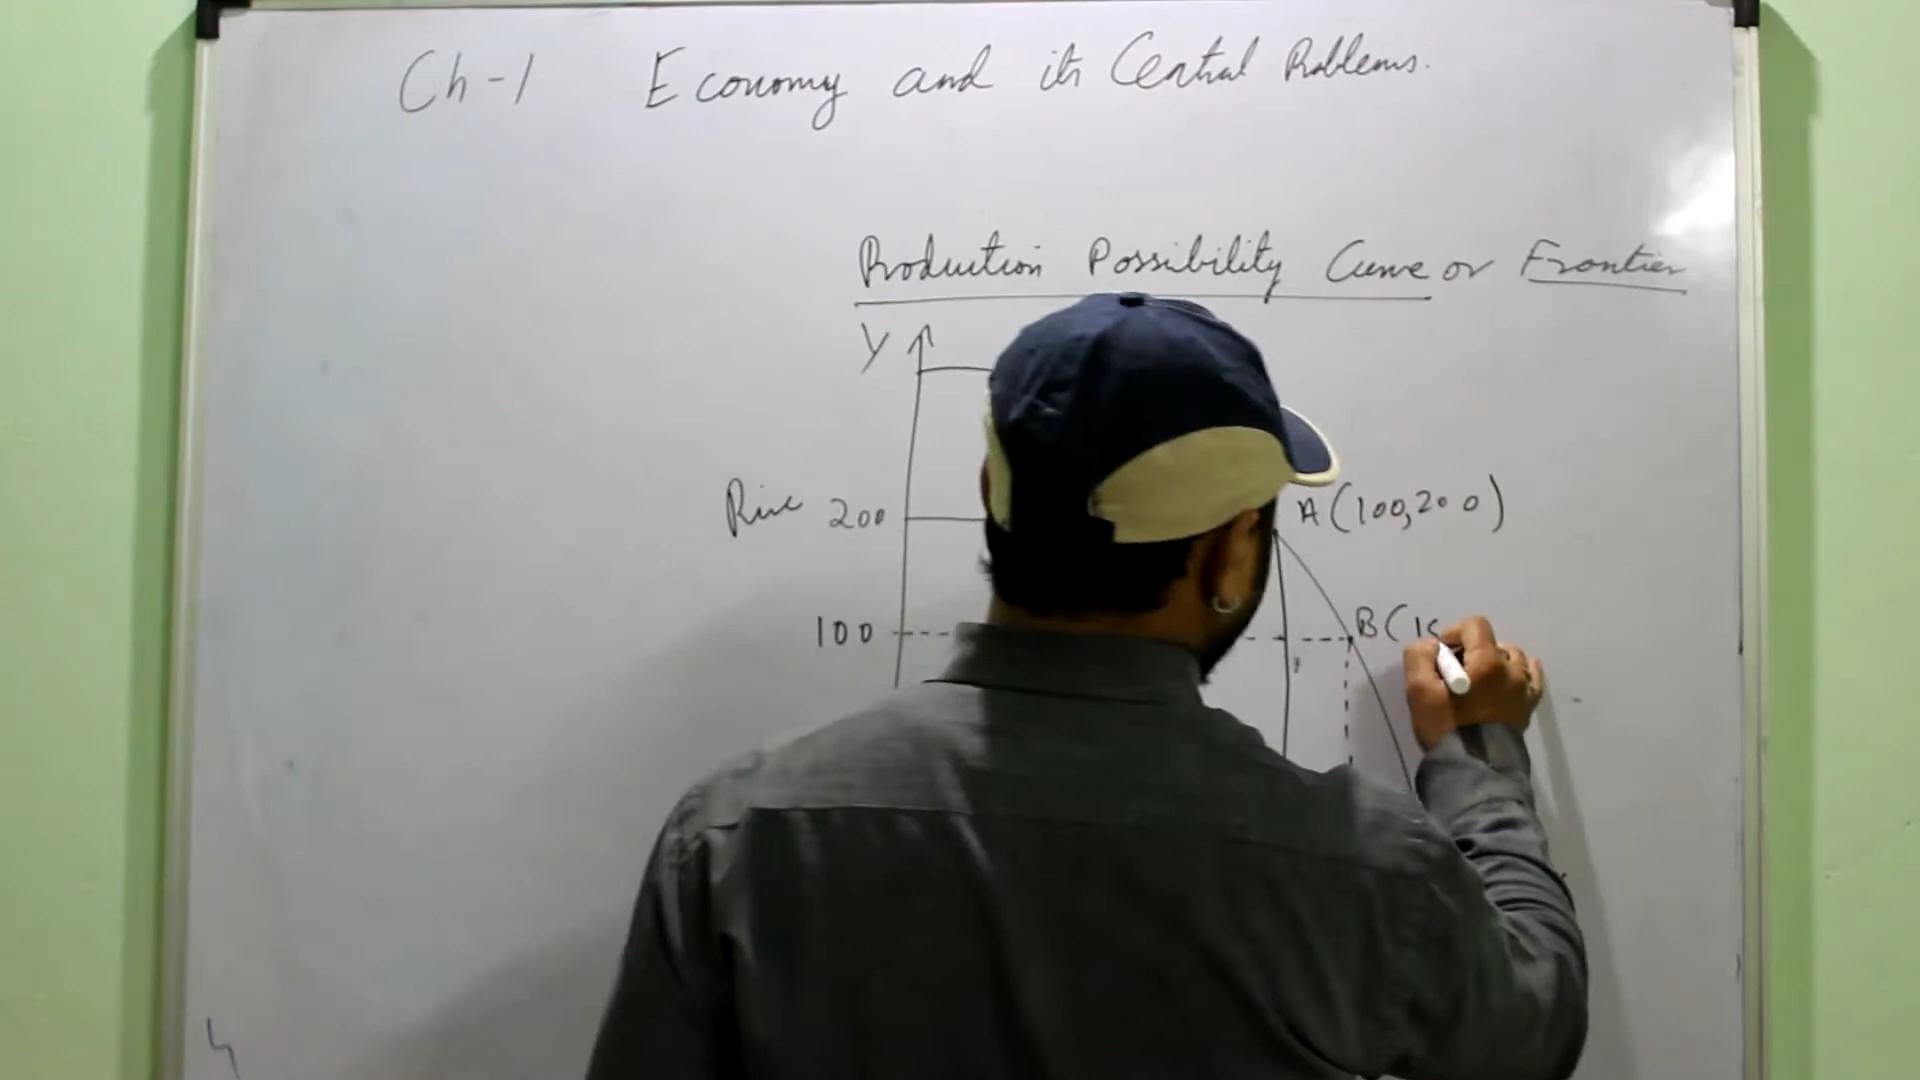 Ch-1 Economy and its Central Problems.
Production Possibility Curve or Frontier
Y
Rice 200 A (100,200)
100 B (15